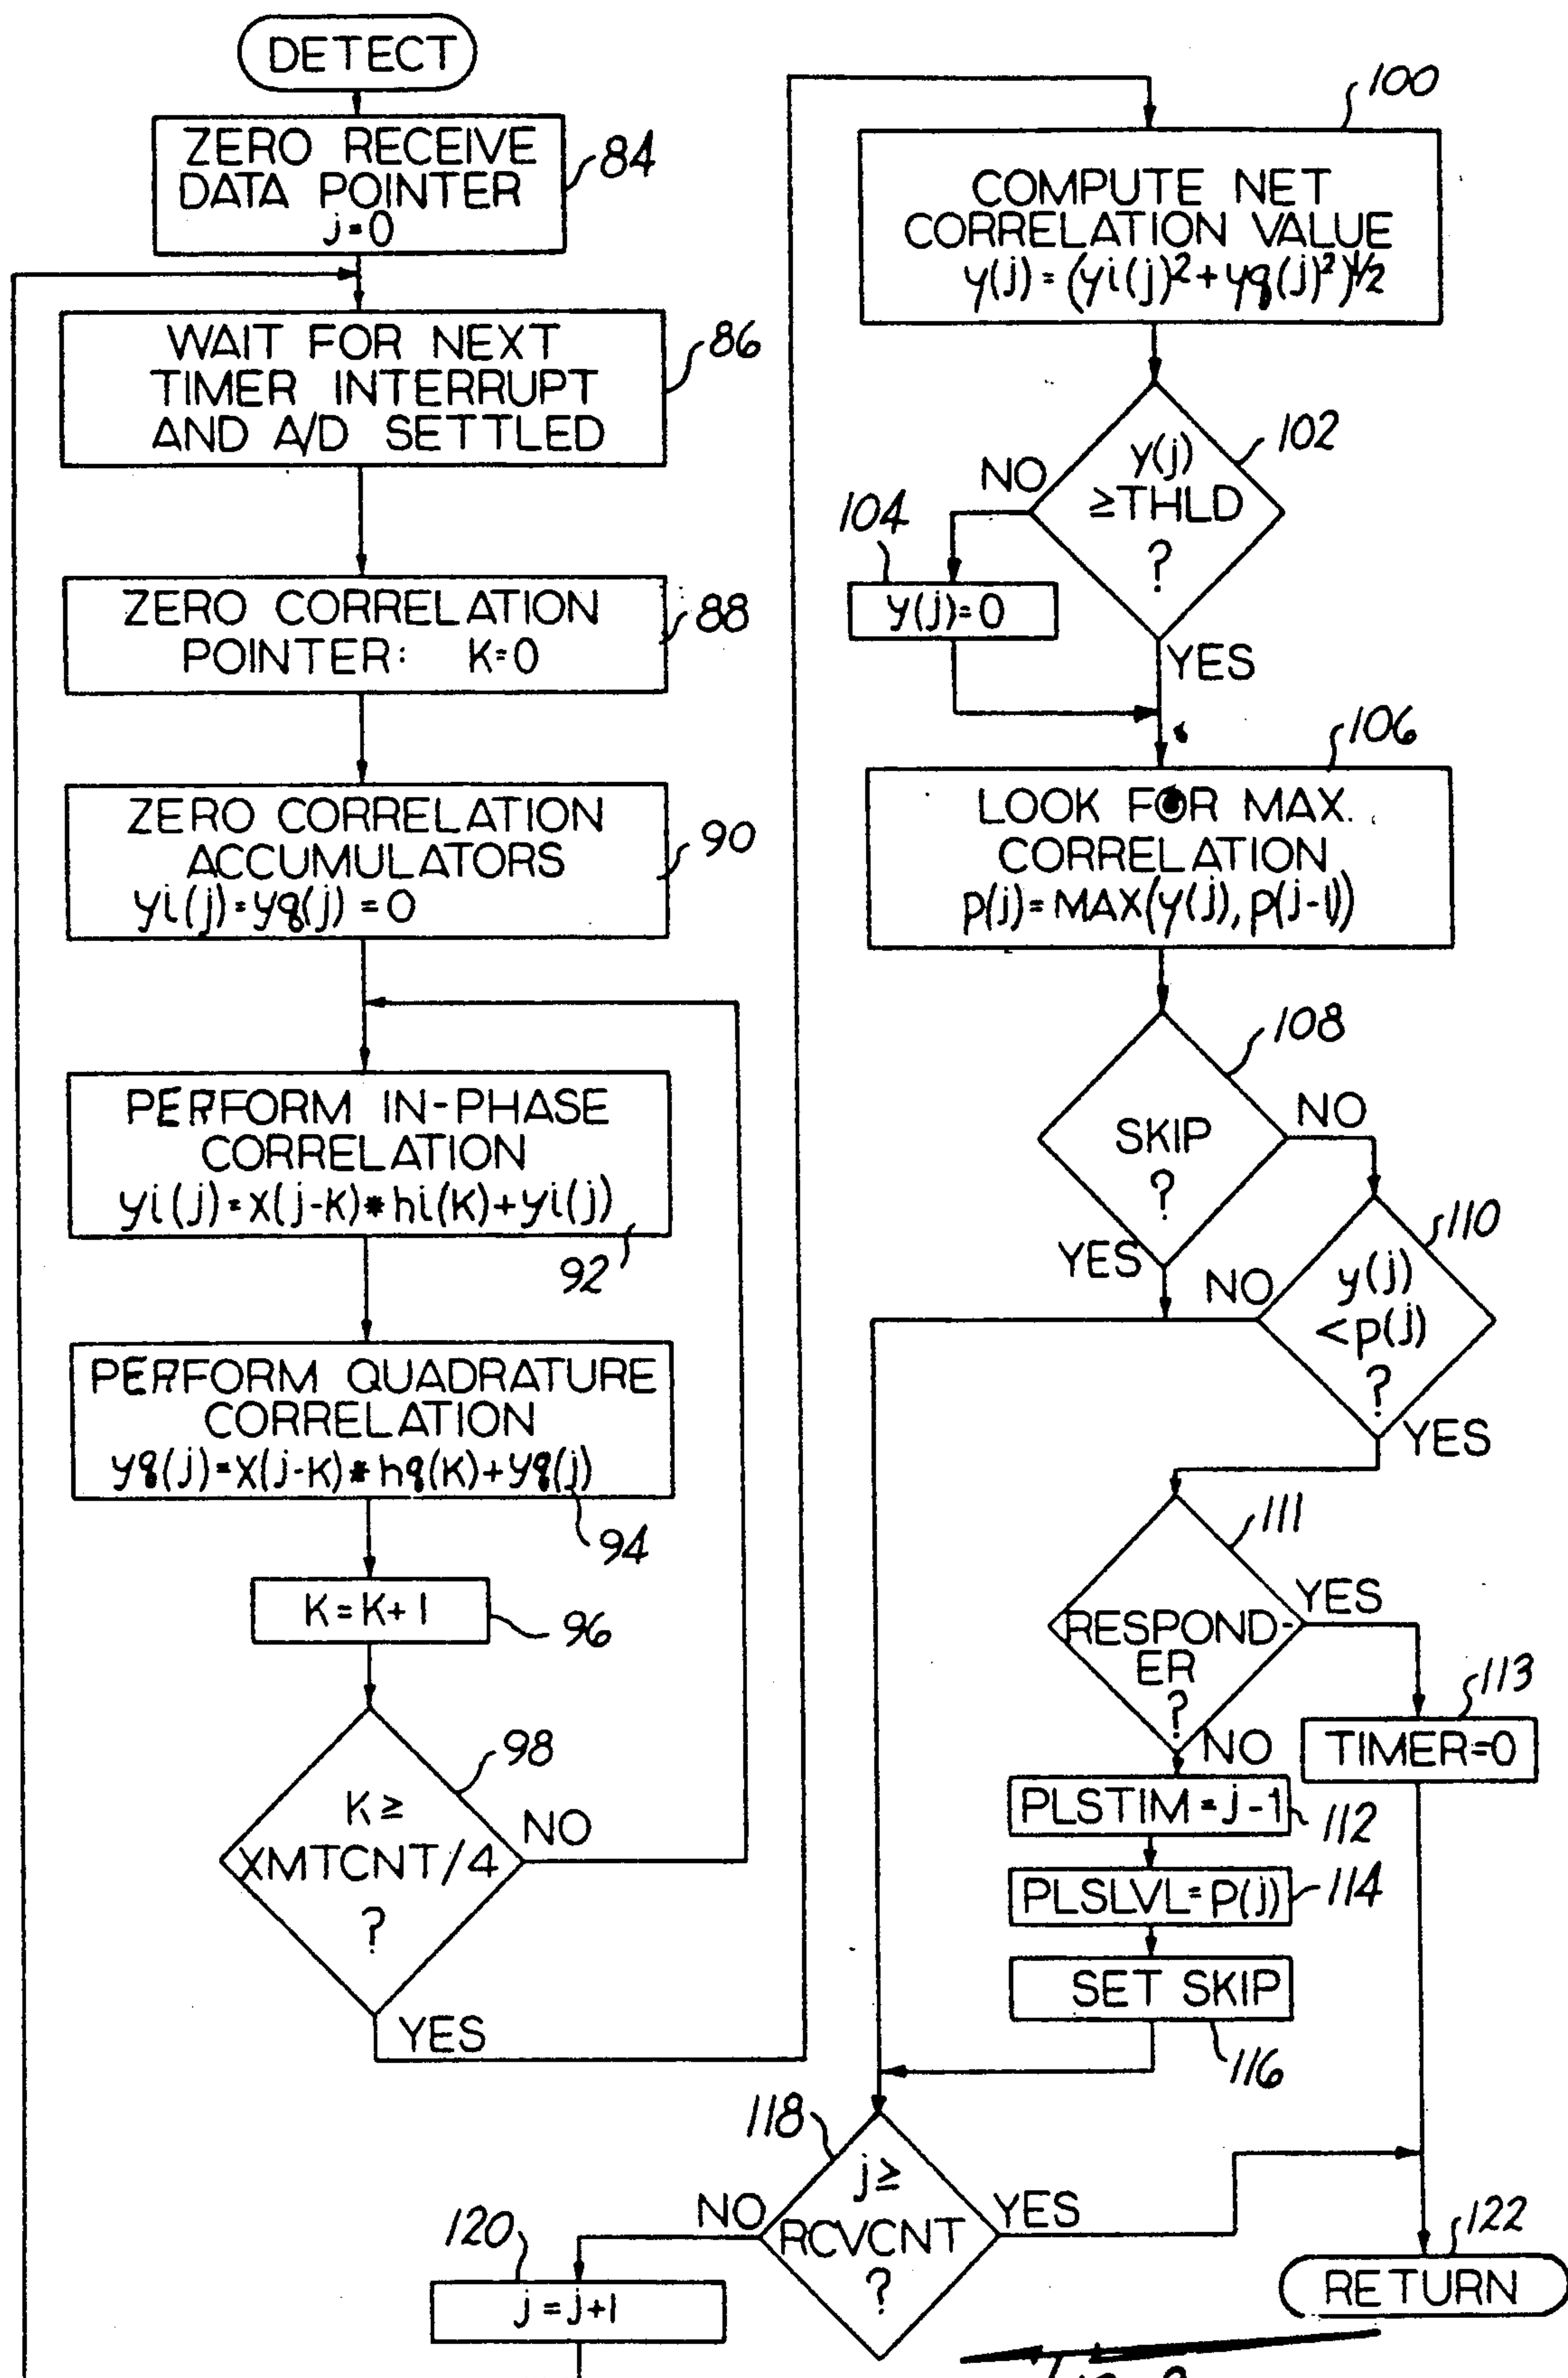 DETECT
ZERO RECEIVE
DATA POINTER
j=0
84
WAIT FOR NEXT
TIMER INTERRUPT
AND A/D SETTLED
86
ZERO CORRELATION
POINTER: K=0
88
ZERO CORRELATION
ACCUMULATORS
yi(j)=yq(j)=0
90
PERFORM IN-PHASE
CORRELATION
yi(j)=x(j-K)*hi(K)+yi(j)
92
PERFORM QUADRATURE
CORRELATION
yq(j)=x(j-K)*hq(K)+yq(j)
94
K=K+1
96
K≥
XMTCNT/4
?
98
NO
YES
100
COMPUTE NET
CORRELATION VALUE
y(j)=(yi(j)²+yq(j)²)1/2
102
y(j)
≥THLD
?
NO
104
y(j)=0
YES
106
LOOK FOR MAX.
CORRELATION
p(j)=MAX(y(j),p(j-1))
108
SKIP
?
NO
YES
110
y(j)
<p(j)
?
NO
YES
111
RESPOND-
ER
?
YES
NO
113
TIMER=0
PLSTIM=j-1
112
PLSLVL=p(j)
114
SET SKIP
116
118
j≥
RCVCNT
?
NO
YES
120
j=j+1
122
RETURN